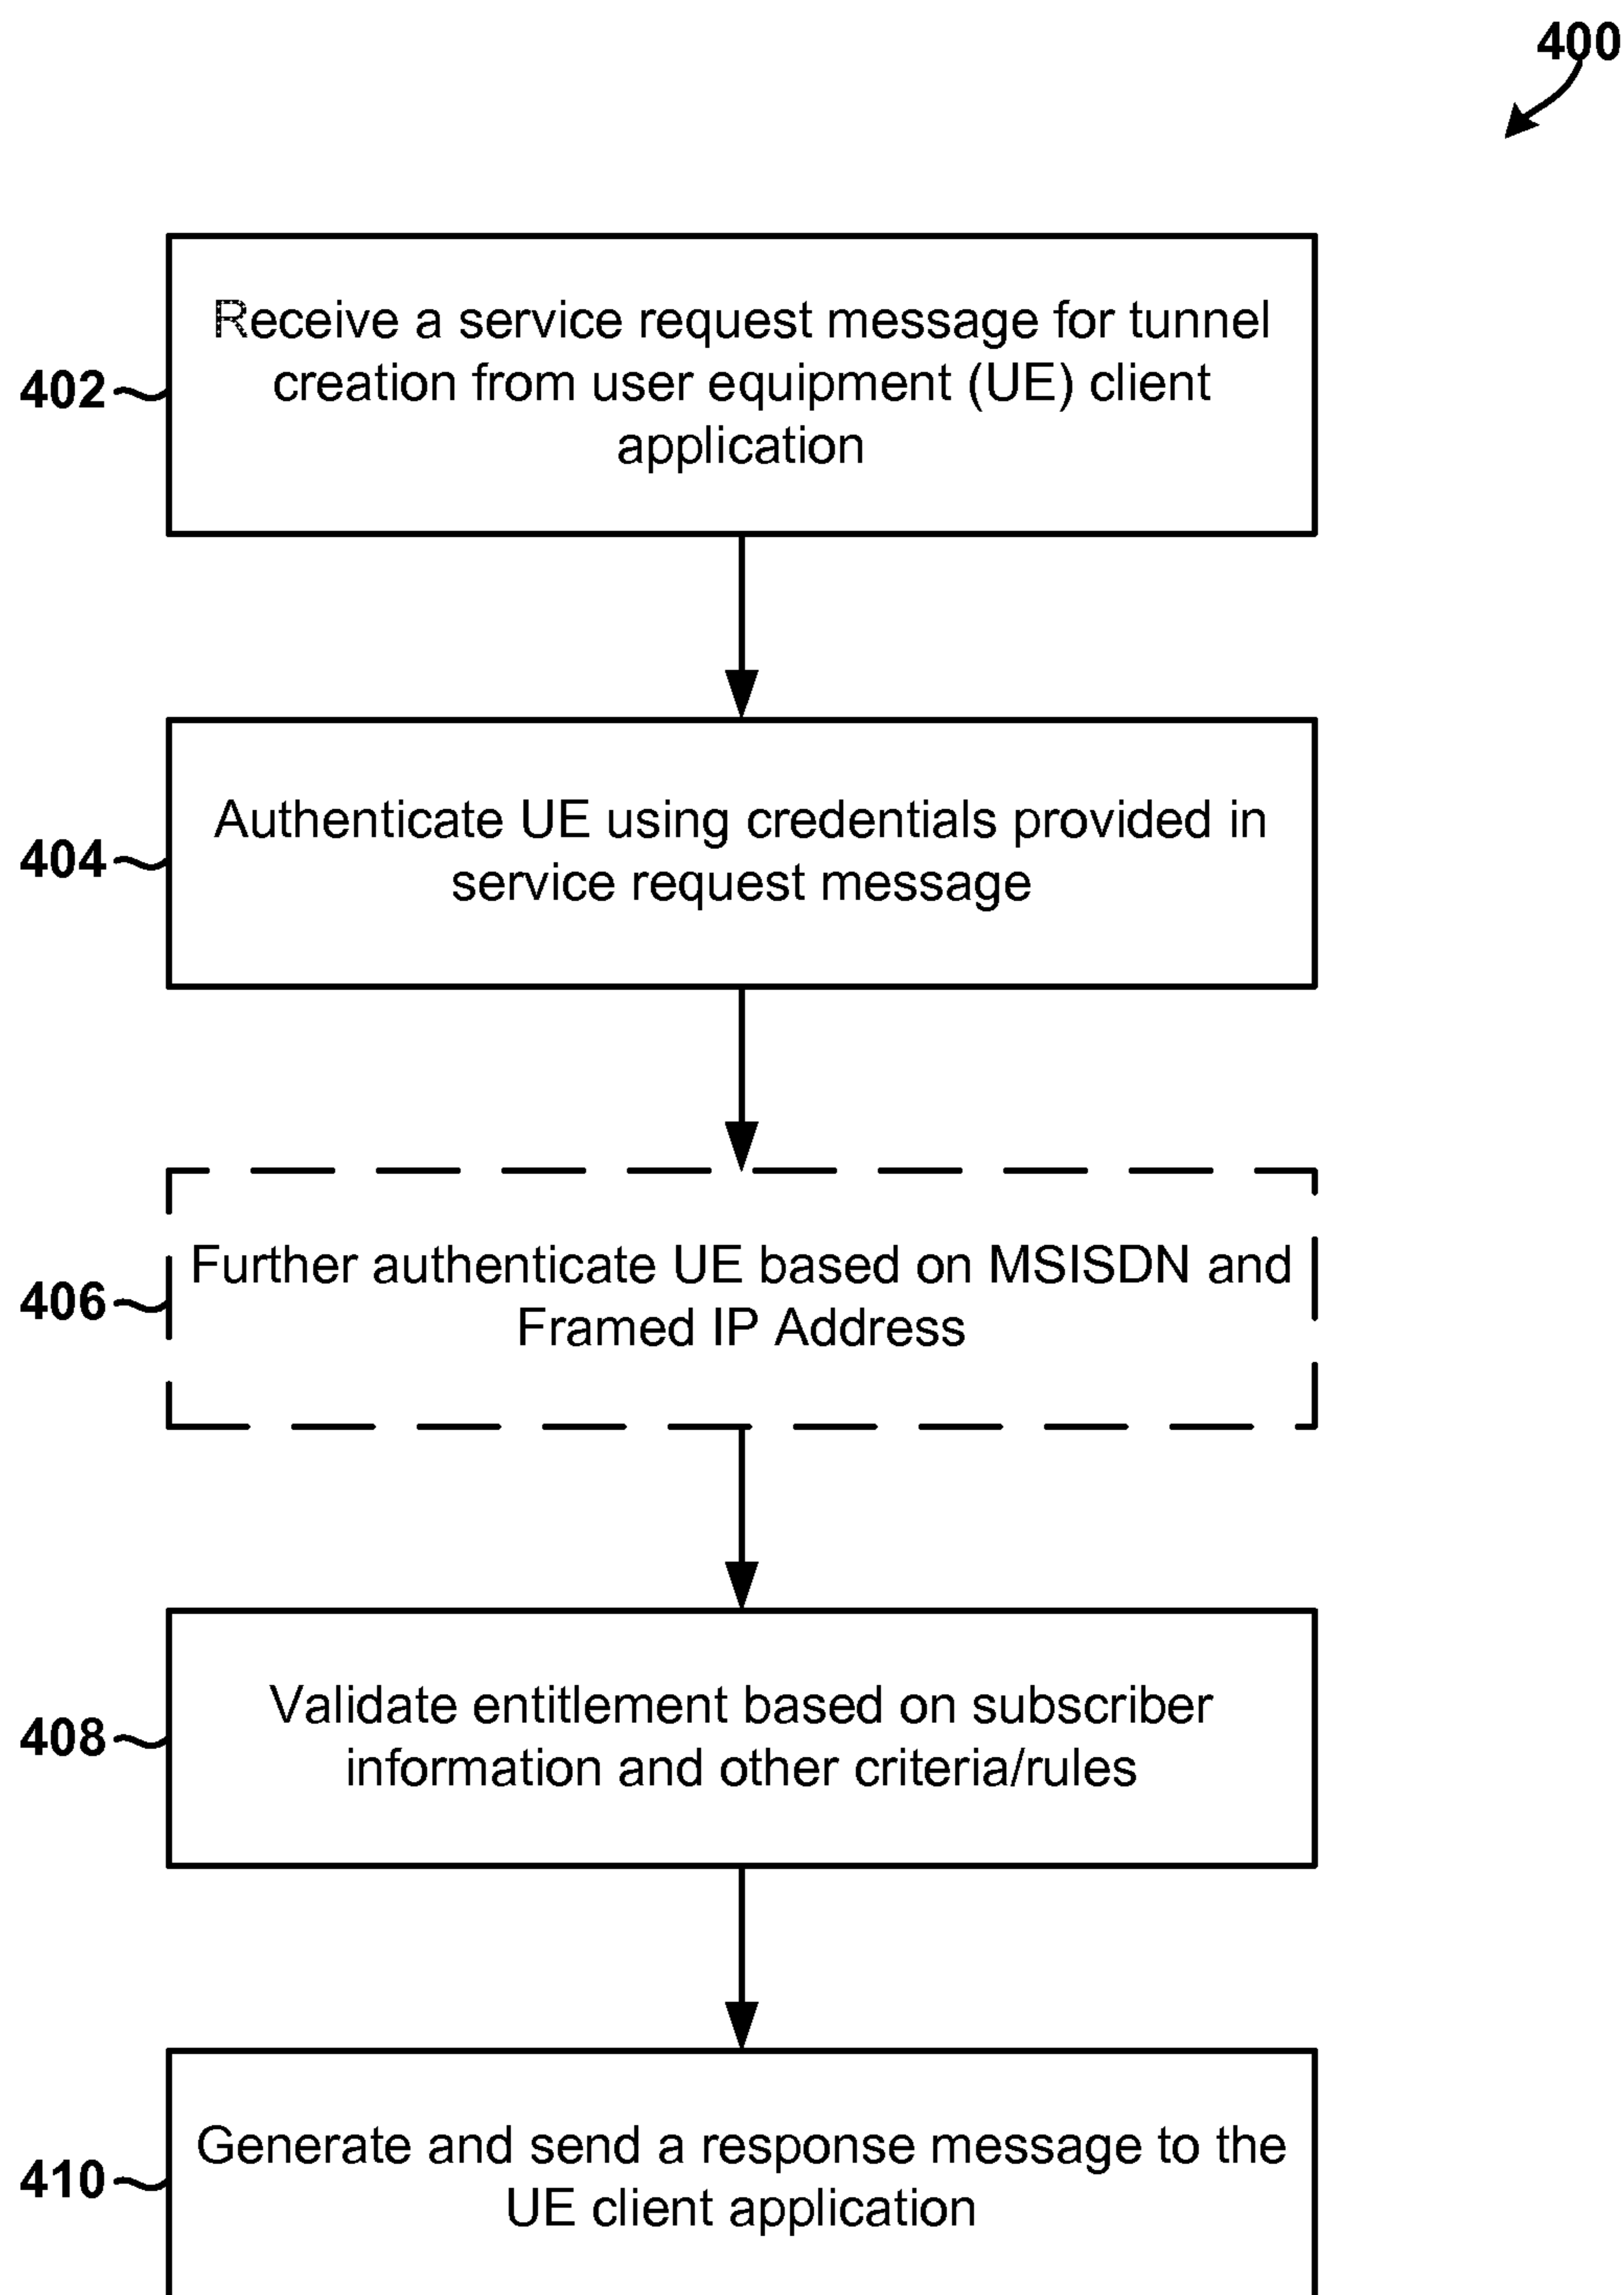 400
402
Receive a service request message for tunnel
creation from user equipment (UE) client
application
404
Authenticate UE using credentials provided in
service request message
406
Further authenticate UE based on MSISDN and
Framed IP Address
408
Validate entitlement based on subscriber
information and other criteria/rules
410
Generate and send a response message to the
UE client application